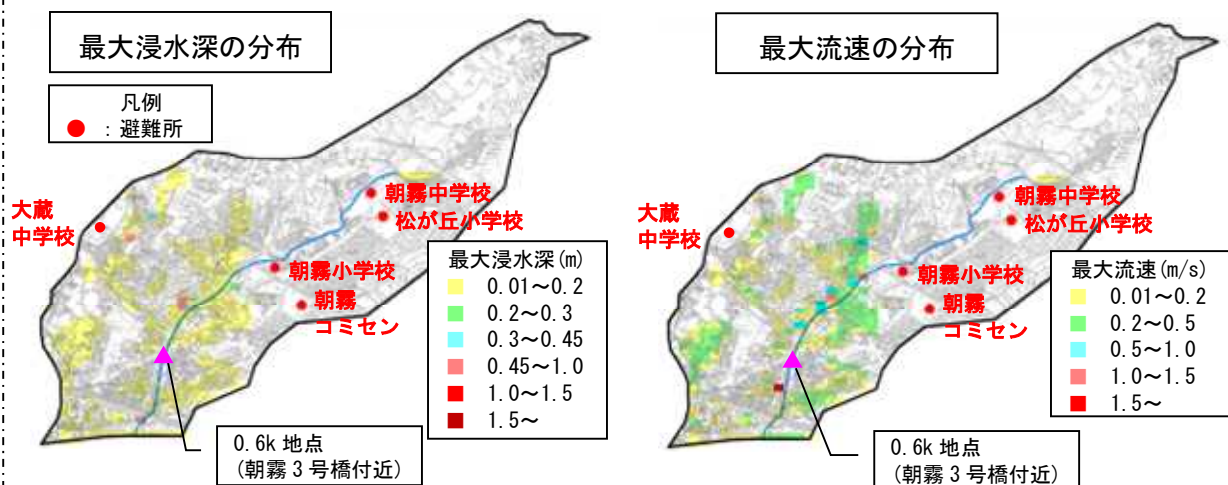 最大浸水深の分布
凡例
：避難所
大蔵
中学校
朝霧中学校
松が丘小学校
朝霧小学校
朝霧
コミセン
最大浸水深(m)
0.01～0.2
0.2～0.3
0.3～0.45
0.45～1.0
1.0～1.5
1.5～
0.6k 地点
(朝霧３号橋付近)
最大流速の分布
大蔵
中学校
朝霧中学校
松が丘小学校
朝霧小学校
朝霧
コミセン
最大流速(m/s)
0.01～0.2
0.2～0.5
0.5～1.0
1.0～1.5
1.5～
0.6k 地点
(朝霧３号橋付近)